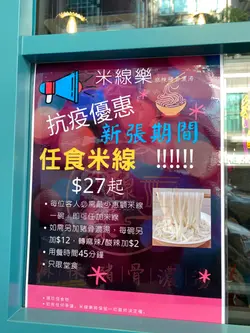 米線樂
抗疫優惠
新張期間
任食米線 !!!!!!
$27起
• 每位客人必需最少惠顧米線
一碗，即可任加米線
• 如需另加豬骨濃湯，每碗另
加$12，轉麻辣/酸辣加$2
• 用餐時間45分鐘
• 只限堂食